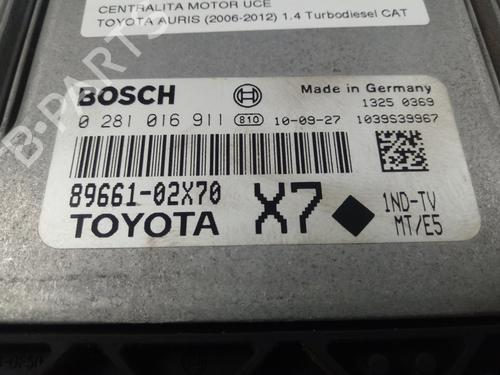 CENTRALITA MOTOR UCE
TOYOTA AURIS (2006-2012) 1.4 Turbodiesel CAT
BOSCH
Made in Germany
1325 0369
0 281 016 911 810 10-09-27 1039S39967
89661-02X70
TOYOTA
X7
1ND-TV
MT/E5
B-PARTS